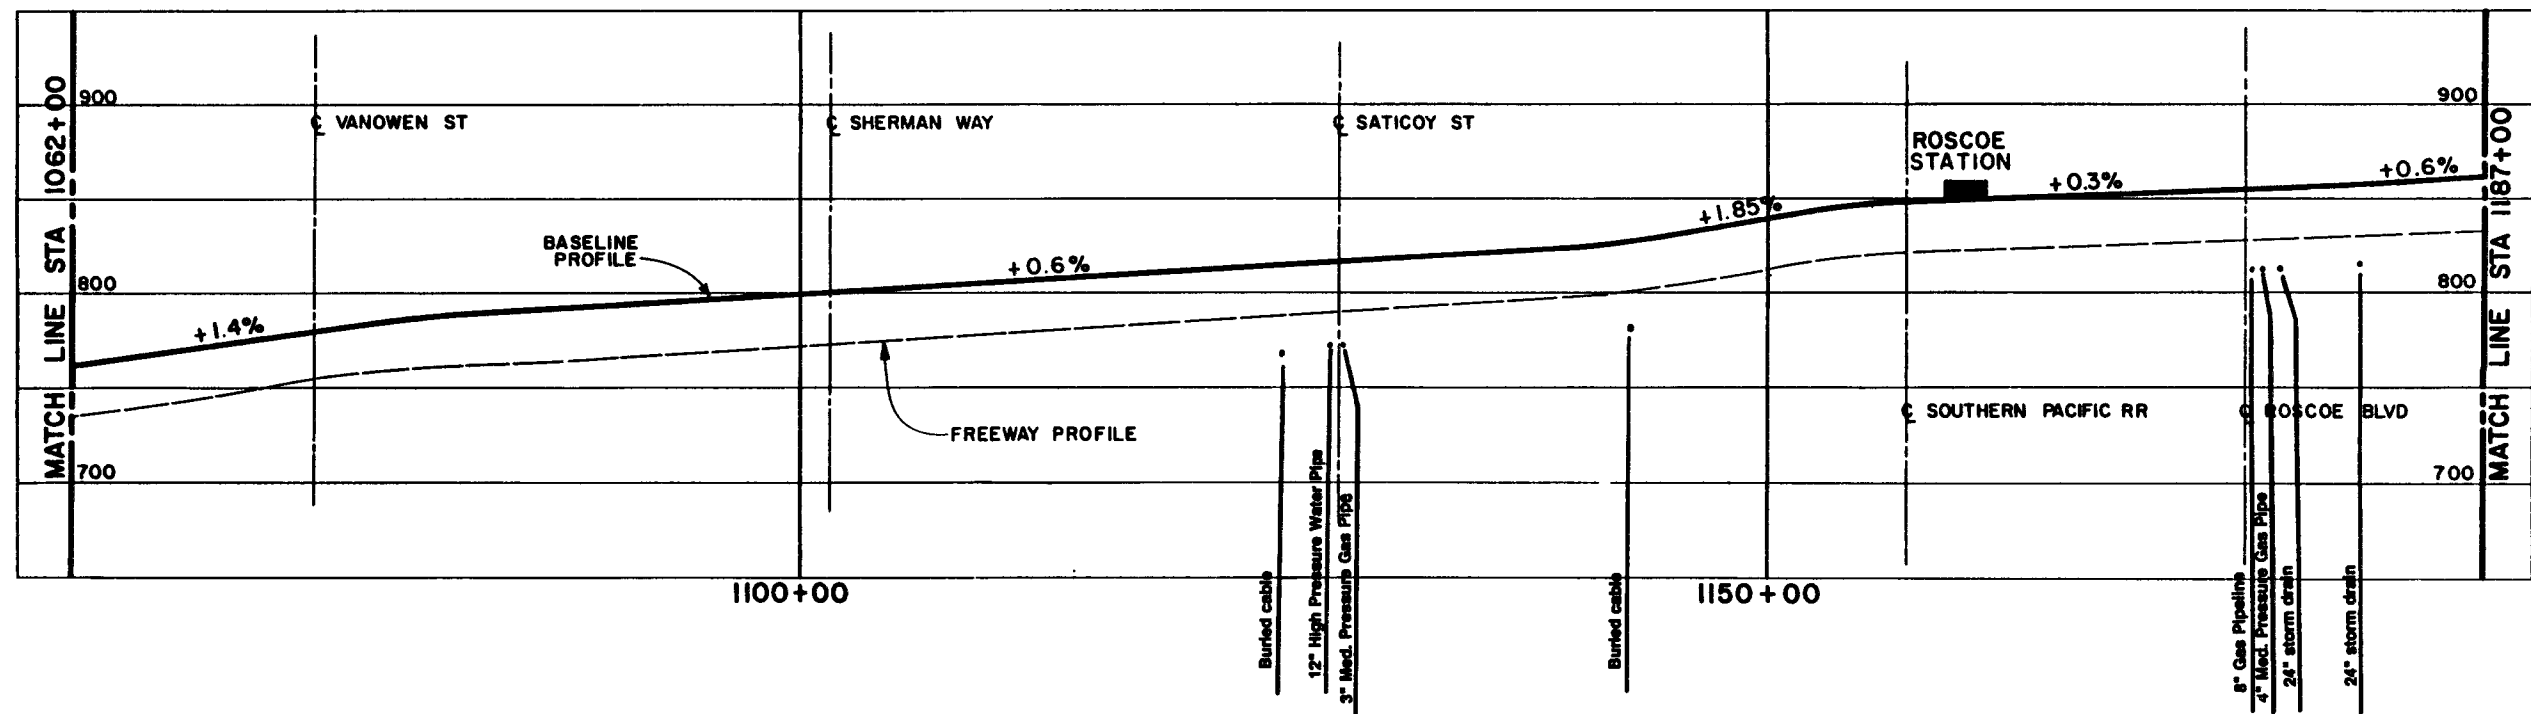 MATCH LINE STA 1062+00
900
800
700
℄ VANOWEN ST
℄ SHERMAN WAY
℄ SATICOY ST
ROSCOE
STATION
+1.4%
BASELINE
PROFILE
+0.6%
+1.85%
+0.3%
+0.6%
FREEWAY PROFILE
℄ SOUTHERN PACIFIC RR
℄ ROSCOE BLVD
900
800
700
MATCH LINE STA 1187+00
1100+00
1150+00
Buried cable
12" High Pressure Water Pipe
3" Med. Pressure Gas Pipe
Buried cable
8" Gas Pipeline
4" Med. Pressure Gas Pipe
24" storm drain
24" storm drain